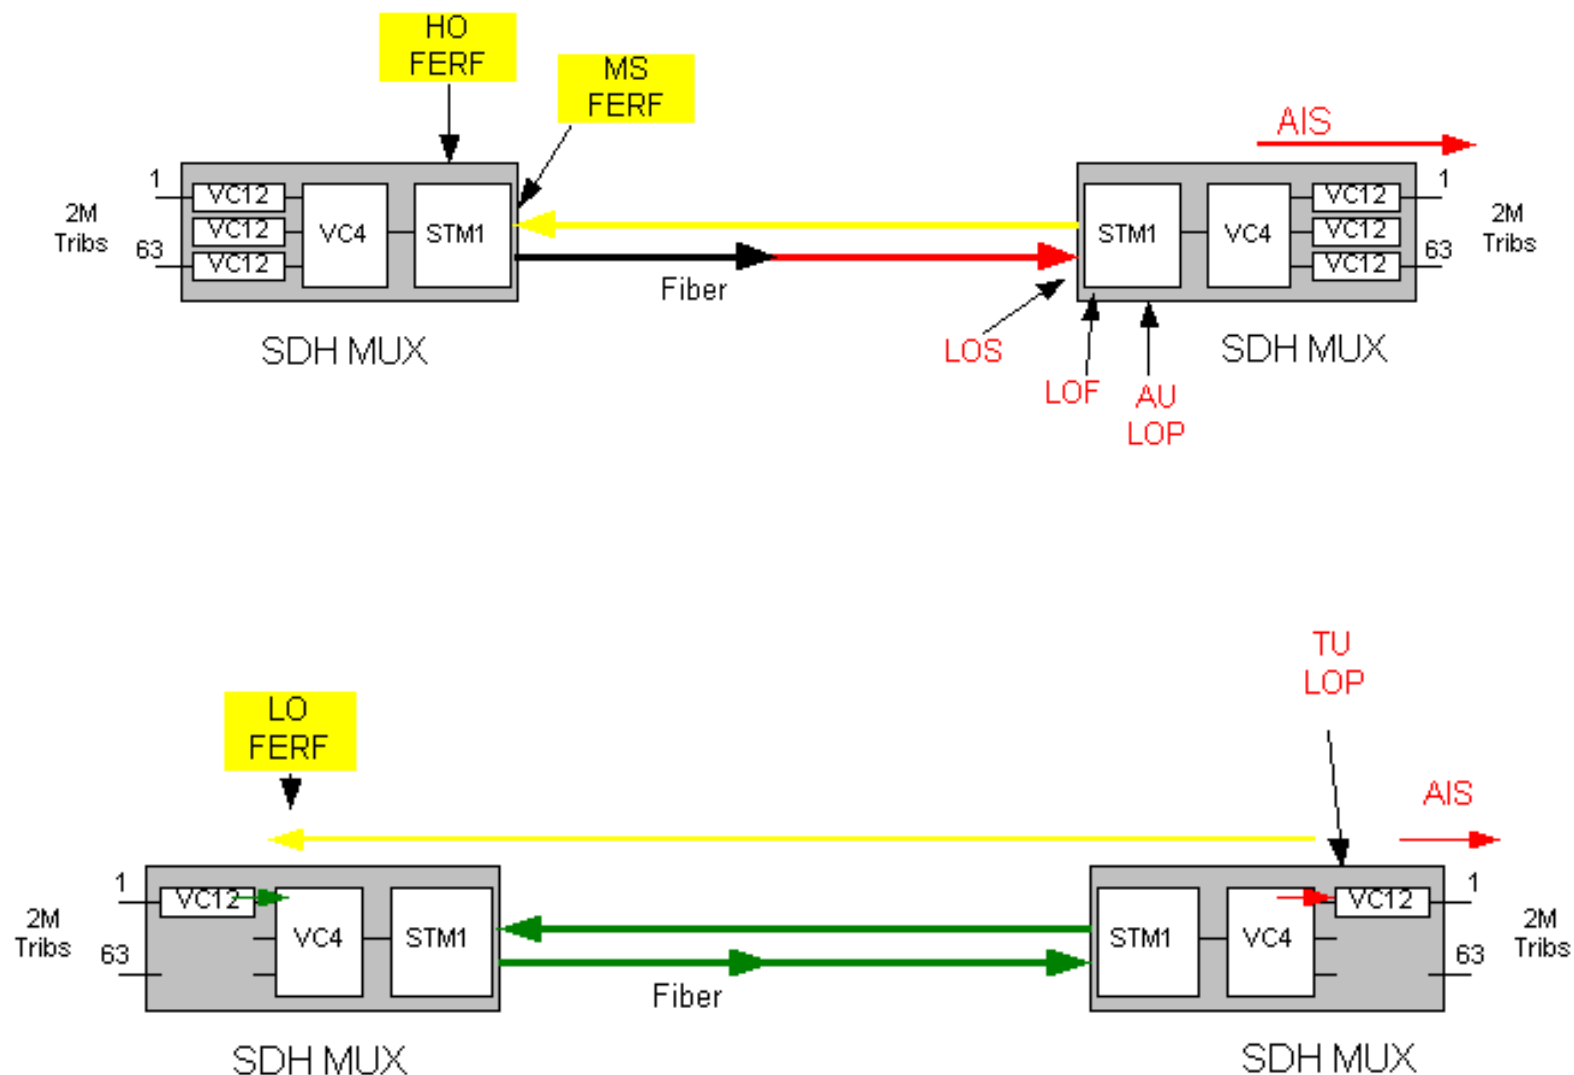 HO
FERF
MS
FERF
AIS
1
VC12
2M
Tribs
VC12
VC4
STM1
63
VC12
Fiber
SDH MUX
STM1
VC4
VC12
1
VC12
2M
Tribs
VC12
63
LOS
LOF
AU
LOP
SDH MUX
TU
LOP
LO
FERF
AIS
1
VC12
2M
Tribs
VC4
STM1
63
Fiber
SDH MUX
STM1
VC4
VC12
1
2M
Tribs
63
SDH MUX